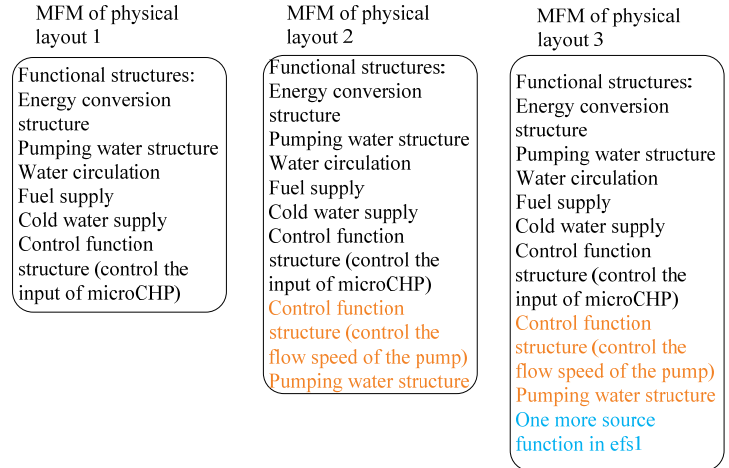 MFM of physical
layout 1
Functional structures:
Energy conversion
structure
Pumping water structure
Water circulation
Fuel supply
Cold water supply
Control function
structure (control the
input of microCHP)
MFM of physical
layout 2
Functional structures:
Energy conversion
structure
Pumping water structure
Water circulation
Fuel supply
Cold water supply
Control function
structure (control the
input of microCHP)
Control function
structure (control the
flow speed of the pump)
Pumping water structure
MFM of physical
layout 3
Functional structures:
Energy conversion
structure
Pumping water structure
Water circulation
Fuel supply
Cold water supply
Control function
structure (control the
input of microCHP)
Control function
structure (control the
flow speed of the pump)
Pumping water structure
One more source
function in efs1